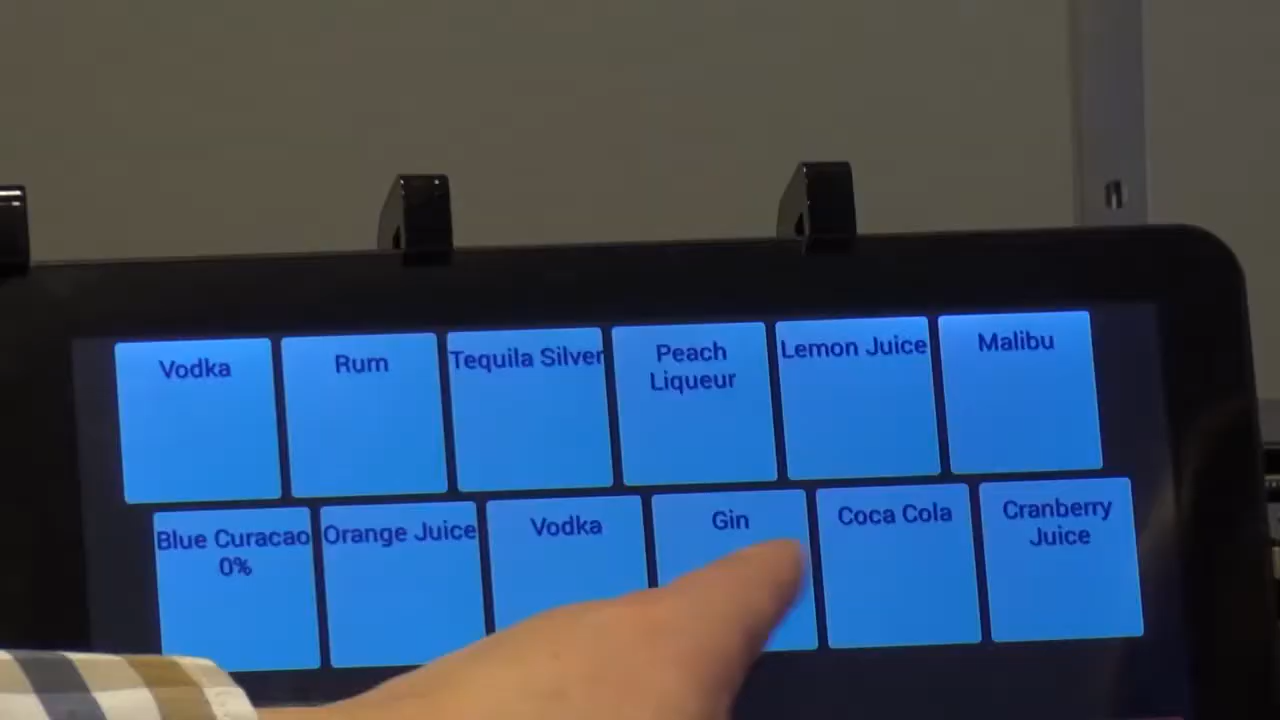 Vodka
Rum
Tequila Silver
Peach
Liqueur
Lemon Juice
Malibu
Blue Curacao
0%
Orange Juice
Vodka
Gin
Coca Cola
Cranberry
Juice